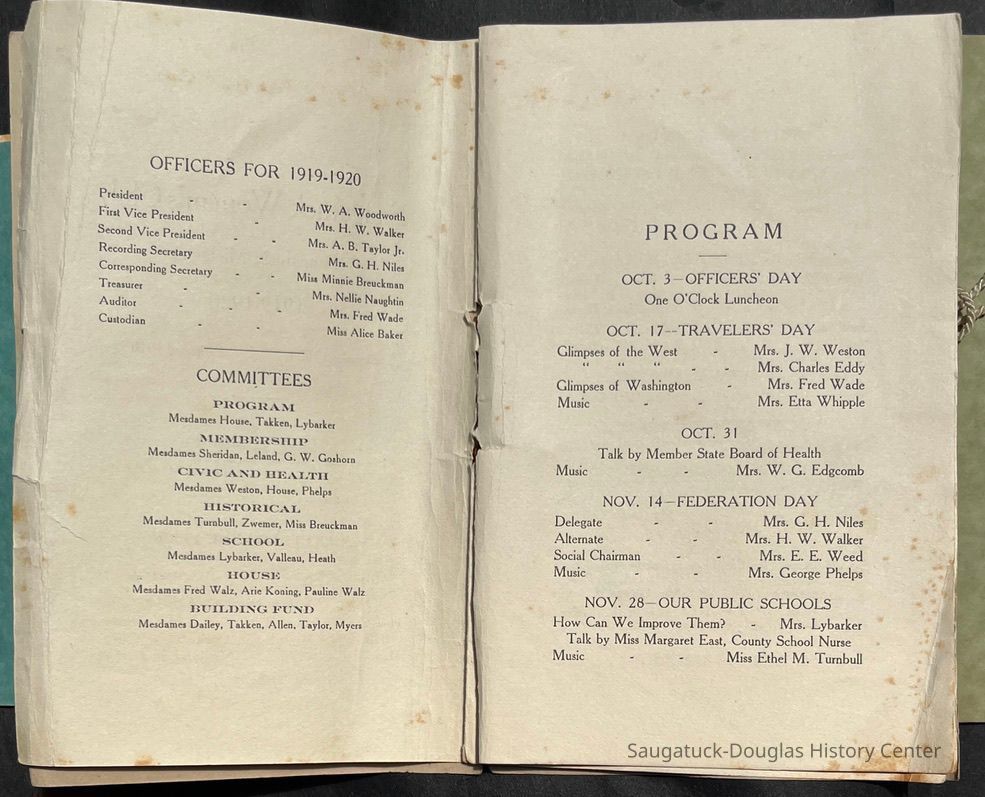 OFFICERS FOR 1919-1920
President - - Mrs. W. A. Woodworth
First Vice President - Mrs. H. W. Walker
Second Vice President - - Mrs. A. B. Taylor Jr.
Recording Secretary - Mrs. G. H. Niles
Corresponding Secretary - - Miss Minnie Breuckman
Treasurer - - Mrs. Nellie Naughtin
Auditor - - - Mrs. Fred Wade
Custodian - - Miss Alice Baker
COMMITTEES
PROGRAM
Mesdames House, Takken, Lybarker
MEMBERSHIP
Mesdames Sheridan, Leland, G. W. Goshorn
CIVIC AND HEALTH
Mesdames Weston, House, Phelps
HISTORICAL
Mesdames Turnbull, Zwemer, Miss Breuckman
SCHOOL
Mesdames Lybarker, Valleau, Heath
HOUSE
Mesdames Fred Walz, Arie Koning, Pauline Walz
BUILDING FUND
Mesdames Dailey, Takken, Allen, Taylor, Myers
PROGRAM
OCT. 3—OFFICERS' DAY
One O'Clock Luncheon
OCT. 17--TRAVELERS' DAY
Glimpses of the West - Mrs. J. W. Weston
" " " - - Mrs. Charles Eddy
Glimpses of Washington - Mrs. Fred Wade
Music - - Mrs. Etta Whipple
OCT. 31
Talk by Member State Board of Health
Music - - Mrs. W. G. Edgcomb
NOV. 14—FEDERATION DAY
Delegate - - Mrs. G. H. Niles
Alternate - - Mrs. H. W. Walker
Social Chairman - - Mrs. E. E. Weed
Music - - Mrs. George Phelps
NOV. 28—OUR PUBLIC SCHOOLS
How Can We Improve Them? - Mrs. Lybarker
Talk by Miss Margaret East, County School Nurse
Music - - Miss Ethel M. Turnbull
Saugatuck-Douglas History Center